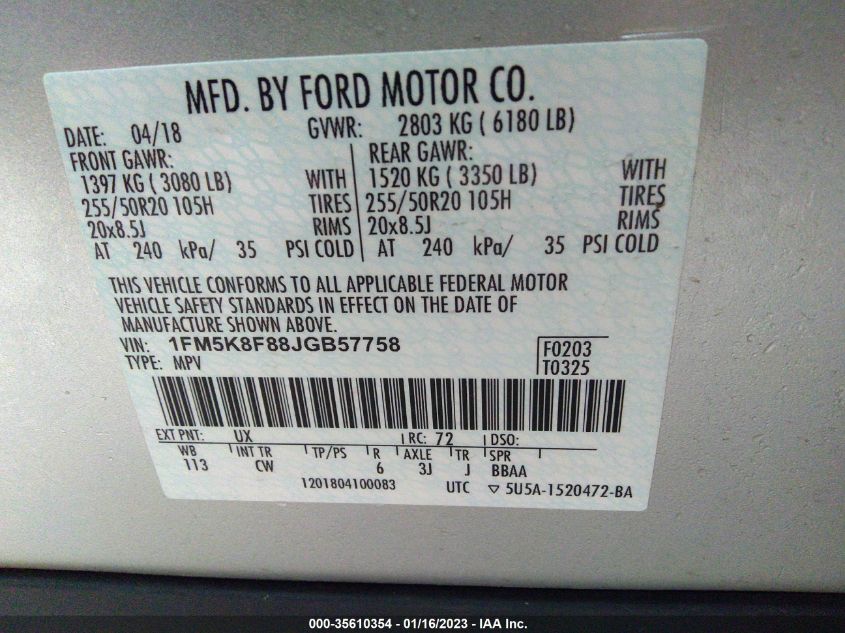 MFD. BY FORD MOTOR CO.
DATE: 04/18 GVWR: 2803 KG ( 6180 LB)
FRONT GAWR: REAR GAWR:
1397 KG ( 3080 LB) WITH 1520 KG ( 3350 LB) WITH
255/50R20 105H TIRES 255/50R20 105H TIRES
20x8.5J RIMS 20x8.5J RIMS
AT 240 kPa/ 35 PSI COLD AT 240 kPa/ 35 PSI COLD
THIS VEHICLE CONFORMS TO ALL APPLICABLE FEDERAL MOTOR
VEHICLE SAFETY STANDARDS IN EFFECT ON THE DATE OF
MANUFACTURE SHOWN ABOVE.
VIN: 1FM5K8F88JGB57758 F0203
TYPE: MPV T0325
EXT PNT: UX RC: 72 DSO:
WB INT TR TP/PS R AXLE TR SPR
113 CW 6 3J J BBAA
1201804100083 UTC ▽ 5U5A-1520472-BA
000-35610354 - 01/16/2023 - IAA Inc.